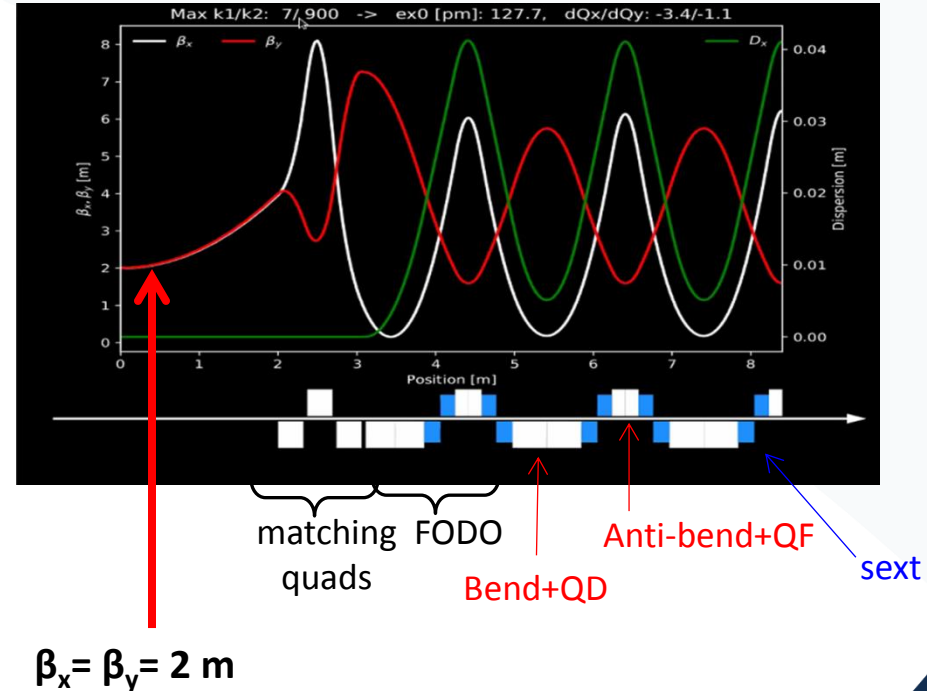 Max k1/k2: 7/900 -> ex0 [pm]: 127.7, dQx/dQy: -3.4/-1.1
βx βy Dx
8
7
6
5
4
3
2
1
0
βx, βy [m]
0.04
0.03
0.02
0.01
0.00
Dispersion [m]
0 1 2 3 4 5 6 7 8
Position [m]
matching quads
FODO
Bend+QD
Anti-bend+QF
sext
βx= βy= 2 m